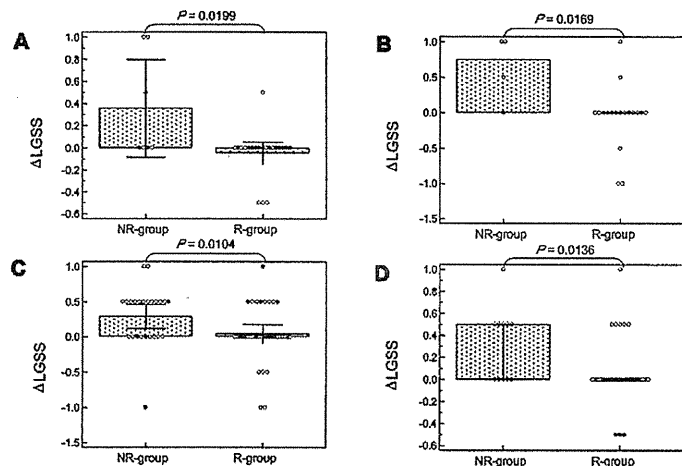 A
P = 0.0199
ΔLGSS
1.0
0.8
0.6
0.4
0.2
0.0
-0.2
-0.4
-0.6
NR-group
R-group
B
P = 0.0169
ΔLGSS
1.0
0.5
0.0
-0.5
-1.0
-1.5
NR-group
R-group
C
P = 0.0104
ΔLGSS
1.0
0.5
0.0
-0.5
-1.0
-1.5
NR-group
R-group
D
P = 0.0136
ΔLGSS
1.0
0.8
0.6
0.4
0.2
0.0
-0.2
-0.4
-0.6
NR-group
R-group